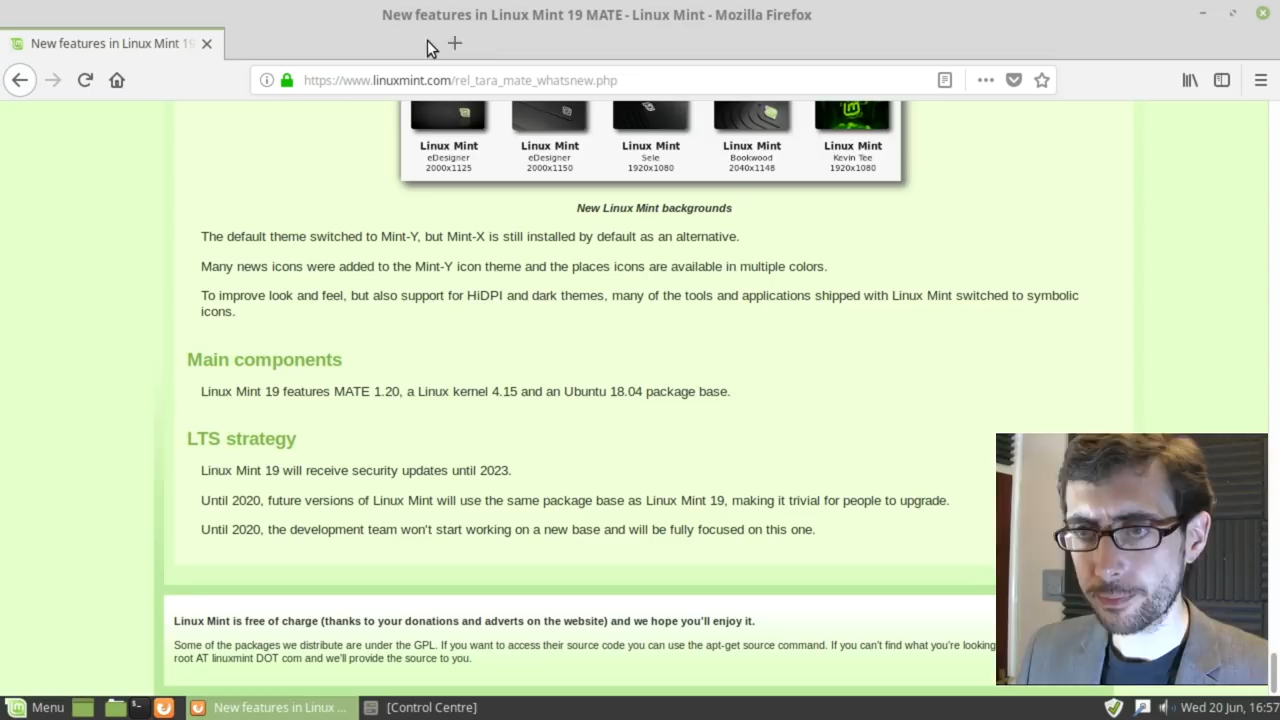 New features in Linux Mint 19 MATE - Linux Mint - Mozilla Firefox
New features in Linux Mint 19
https://www.linuxmint.com/rel_tara_mate_whatsnew.php
Linux Mint
eDesigner
2000x1125
Linux Mint
eDesigner
2000x1150
Linux Mint
Sele
1920x1080
Linux Mint
Bookwood
2040x1148
Linux Mint
Kevin Tee
1920x1080
New Linux Mint backgrounds
The default theme switched to Mint-Y, but Mint-X is still installed by default as an alternative.
Many news icons were added to the Mint-Y icon theme and the places icons are available in multiple colors.
To improve look and feel, but also support for HiDPI and dark themes, many of the tools and applications shipped with Linux Mint switched to symbolic
icons.
Main components
Linux Mint 19 features MATE 1.20, a Linux kernel 4.15 and an Ubuntu 18.04 package base.
LTS strategy
Linux Mint 19 will receive security updates until 2023.
Until 2020, future versions of Linux Mint will use the same package base as Linux Mint 19, making it trivial for people to upgrade.
Until 2020, the development team won't start working on a new base and will be fully focused on this one.
Linux Mint is free of charge (thanks to your donations and adverts on the website) and we hope you'll enjoy it.
Some of the packages we distribute are under the GPL. If you want to access their source code you can use the apt-get source command. If you can't find what you're looking
root AT linuxmint DOT com and we'll provide the source to you.
Menu
New features in Linux ...
[Control Centre]
Wed 20 Jun, 16:57